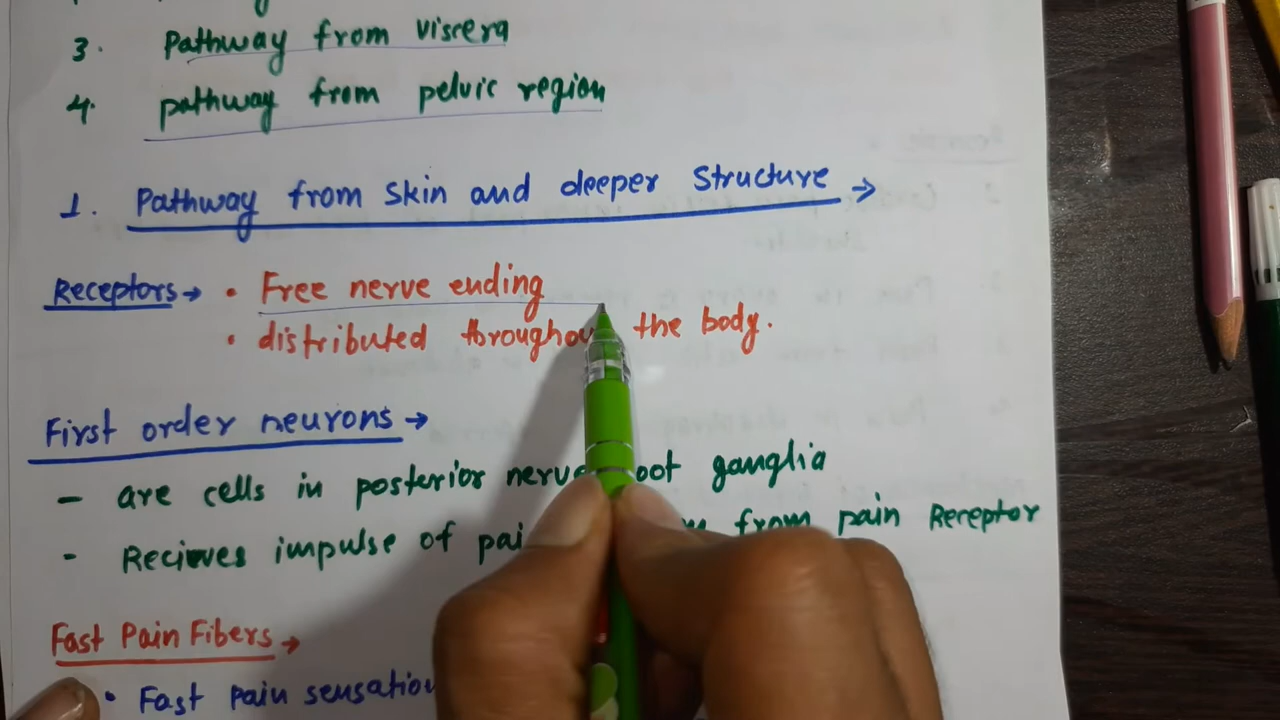 3. Pathway from viscera
4. pathway from pelvic region
1. Pathway from skin and deeper structure →
Receptors → • Free nerve ending
• distributed throughou the body.
First order neurons →
- are cells in posterior nerve oot ganglia
- Recieves impulse of pai from pain Receptor
Fast Pain Fibers →
• Fast pain sensation